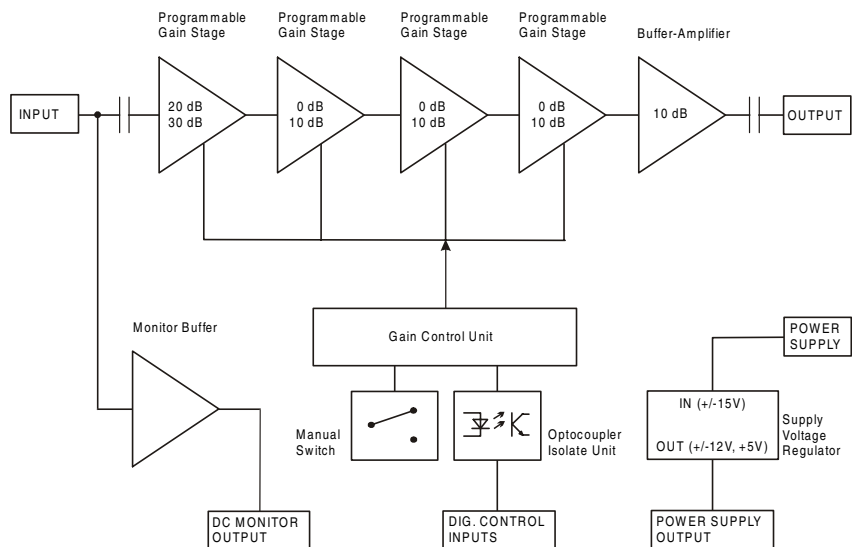 Programmable
Gain Stage
Programmable
Gain Stage
Programmable
Gain Stage
Programmable
Gain Stage
Buffer-Amplifier
INPUT
20 dB
30 dB
0 dB
10 dB
0 dB
10 dB
0 dB
10 dB
10 dB
OUTPUT
Monitor Buffer
Gain Control Unit
POWER
SUPPLY
Manual
Switch
Optocoupler
Isolate Unit
IN (+/-15V)
OUT (+/-12V, +5V)
Supply
Voltage
Regulator
DC MONITOR
OUTPUT
DIG. CONTROL
INPUTS
POWER SUPPLY
OUTPUT